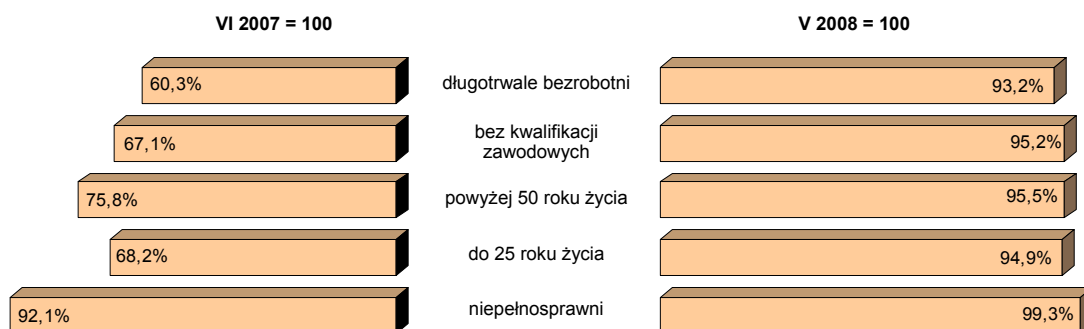 VI 2007 = 100
V 2008 = 100
60,3%
długotrwale bezrobotni
93,2%
67,1%
bez kwalifikacji
zawodowych
95,2%
75,8%
powyżej 50 roku życia
95,5%
68,2%
do 25 roku życia
94,9%
92,1%
niepełnosprawni
99,3%